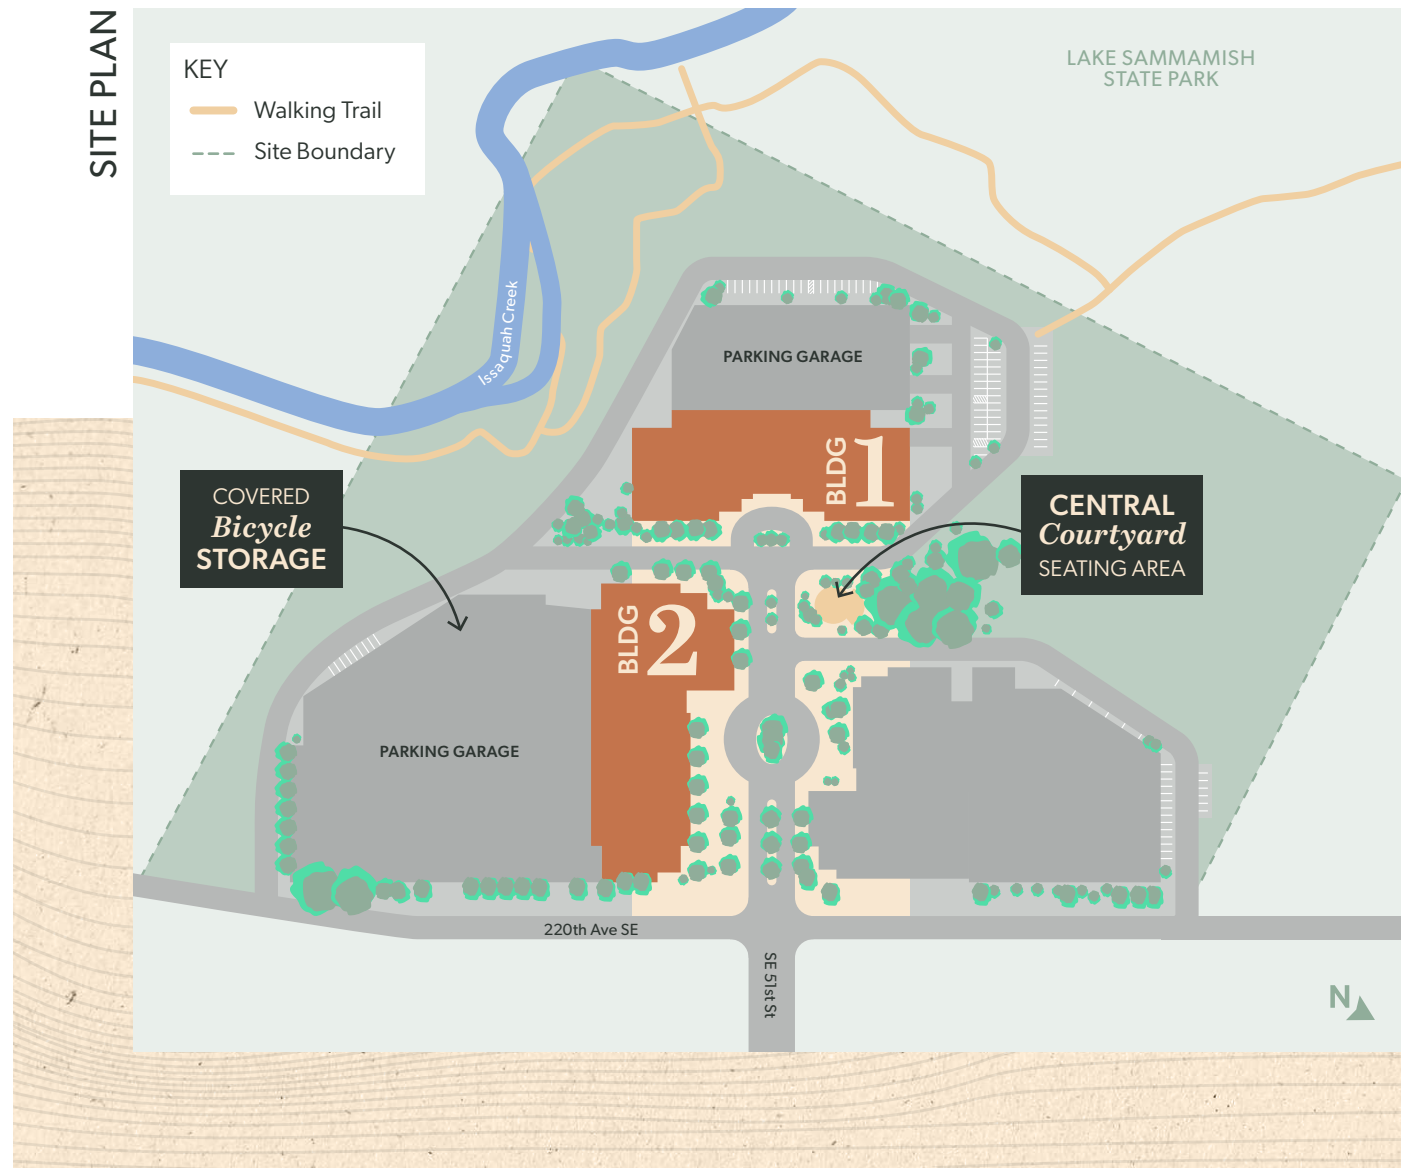 SITE PLAN
KEY
Walking Trail
Site Boundary
LAKE SAMMAMISH
STATE PARK
Issaquah Creek
PARKING GARAGE
BLDG 1
COVERED
Bicycle
STORAGE
CENTRAL
Courtyard
SEATING AREA
BLDG 2
PARKING GARAGE
220th Ave SE
SE 51st St
N